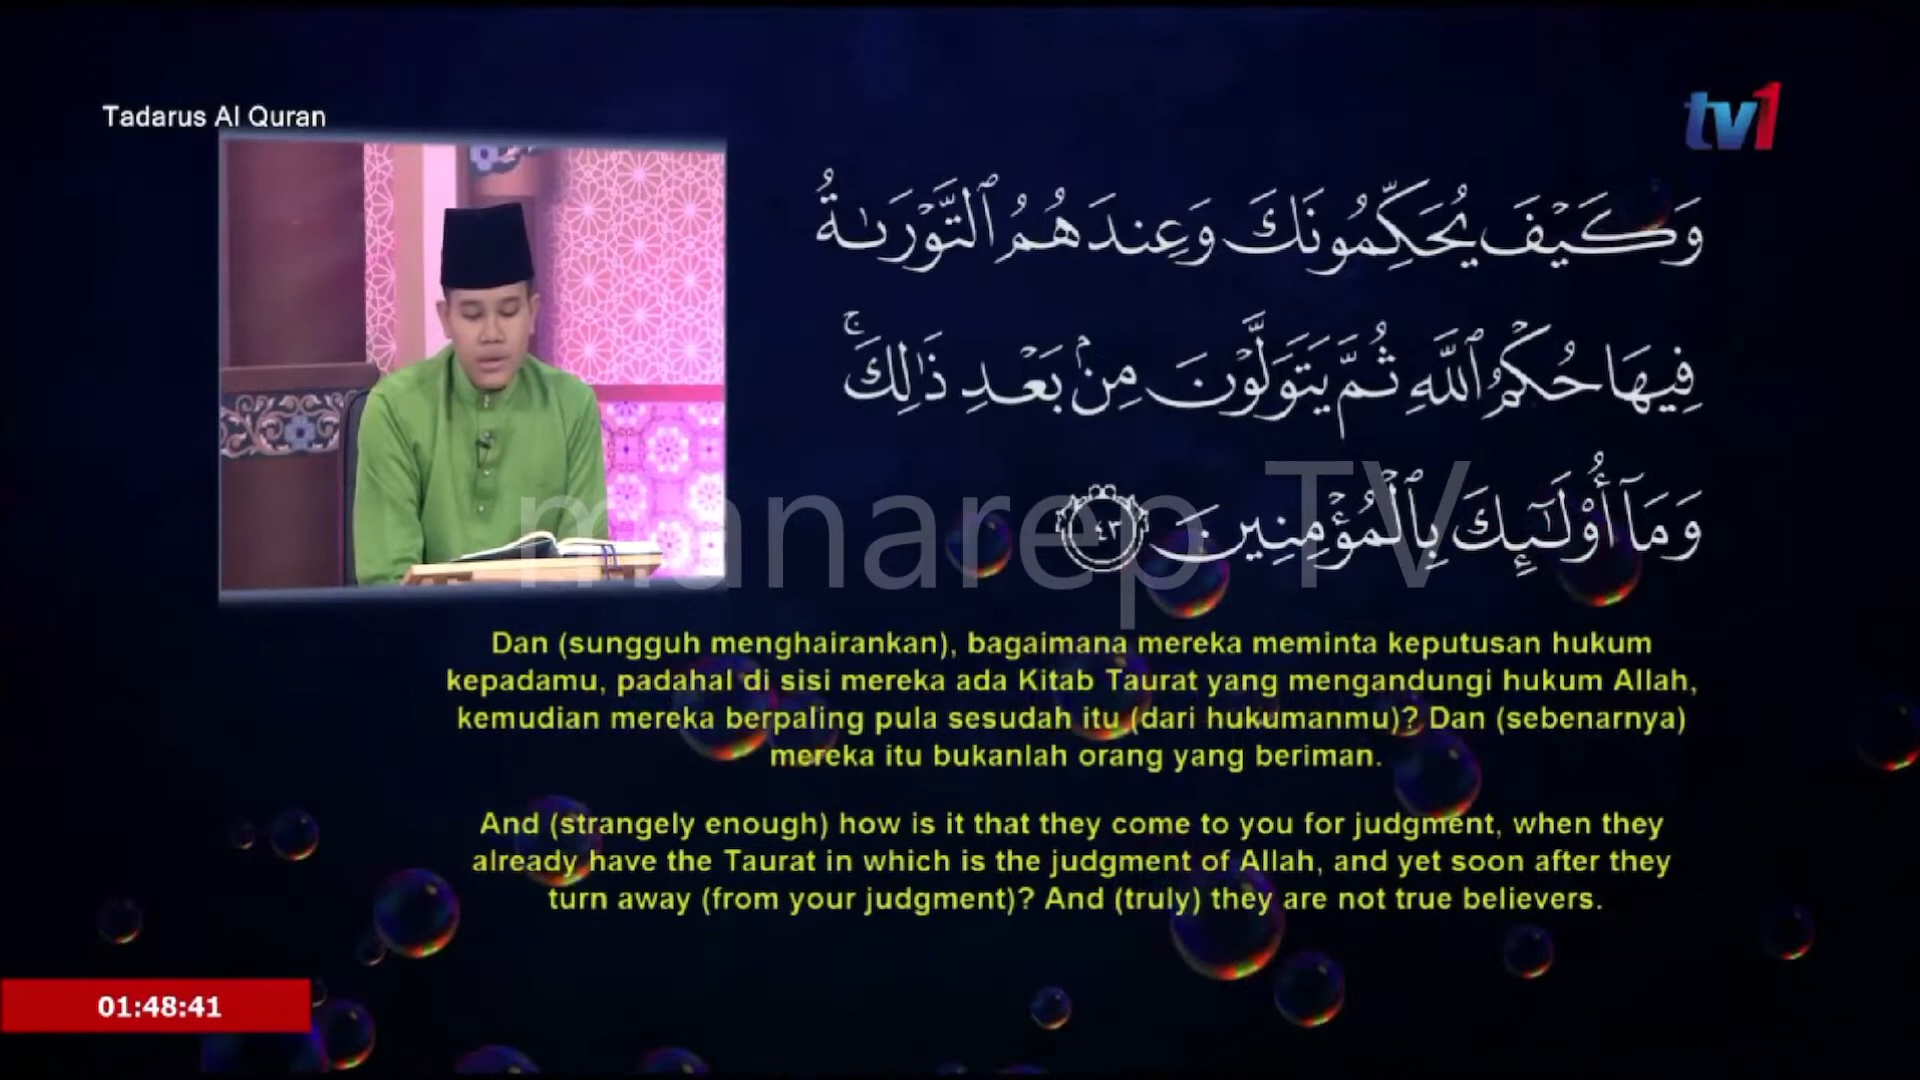 Tadarus Al Quran
tv1
وَكَيْفَ يُحَكِّمُونَكَ وَعِندَهُمُ ٱلتَّوْرَىٰةُ
فِيهَا حُكْمُ ٱللَّهِ ثُمَّ يَتَوَلَّوْنَ مِنۢ بَعْدِ ذَٰلِكَ ۚ
وَمَآ أُو۟لَـٰٓئِكَ بِٱلْمُؤْمِنِينَ ٤٣
manarep TV
Dan (sungguh menghairankan), bagaimana mereka meminta keputusan hukum
kepadamu, padahal di sisi mereka ada Kitab Taurat yang mengandungi hukum Allah,
kemudian mereka berpaling pula sesudah itu (dari hukumanmu)? Dan (sebenarnya)
mereka itu bukanlah orang yang beriman.
And (strangely enough) how is it that they come to you for judgment, when they
already have the Taurat in which is the judgment of Allah, and yet soon after they
turn away (from your judgment)? And (truly) they are not true believers.
01:48:41